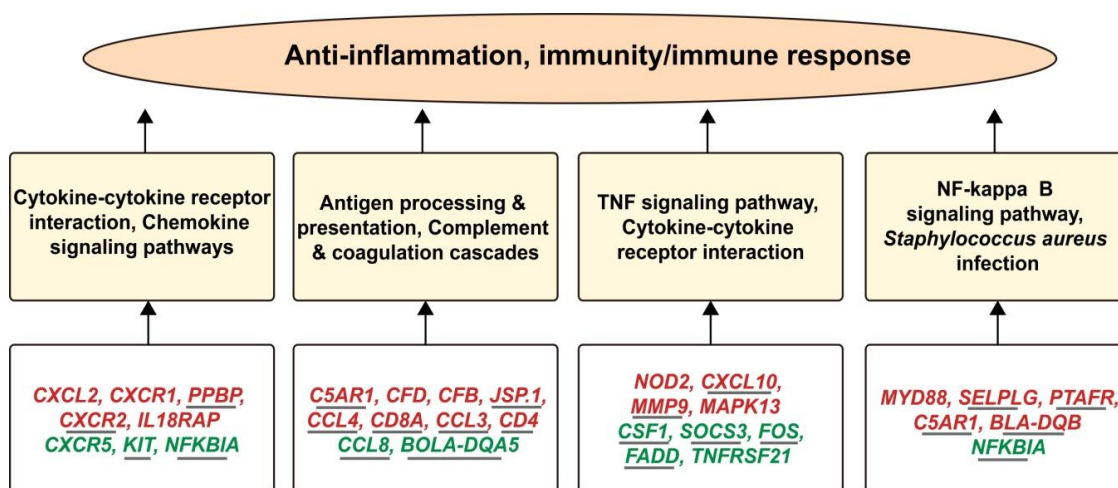 Anti-inflammation, immunity/immune response
Cytokine-cytokine receptor
interaction, Chemokine
signaling pathways
Antigen processing &
presentation, Complement
& coagulation cascades
TNF signaling pathway,
Cytokine-cytokine
receptor interaction
NF-kappa B
signaling pathway,
Staphylococcus aureus
infection
CXCL2, CXCR1, PPBP,
CXCR2, IL18RAP
CXCR5, KIT, NFKBIA
C5AR1, CFD, CFB, JSP.1,
CCL4, CD8A, CCL3, CD4
CCL8, BOLA-DQA5
NOD2, CXCL10,
MMP9, MAPK13
CSF1, SOCS3, FOS,
FADD, TNFRSF21
MYD88, SELPLG, PTAFR,
C5AR1, BLA-DQB
NFKBIA